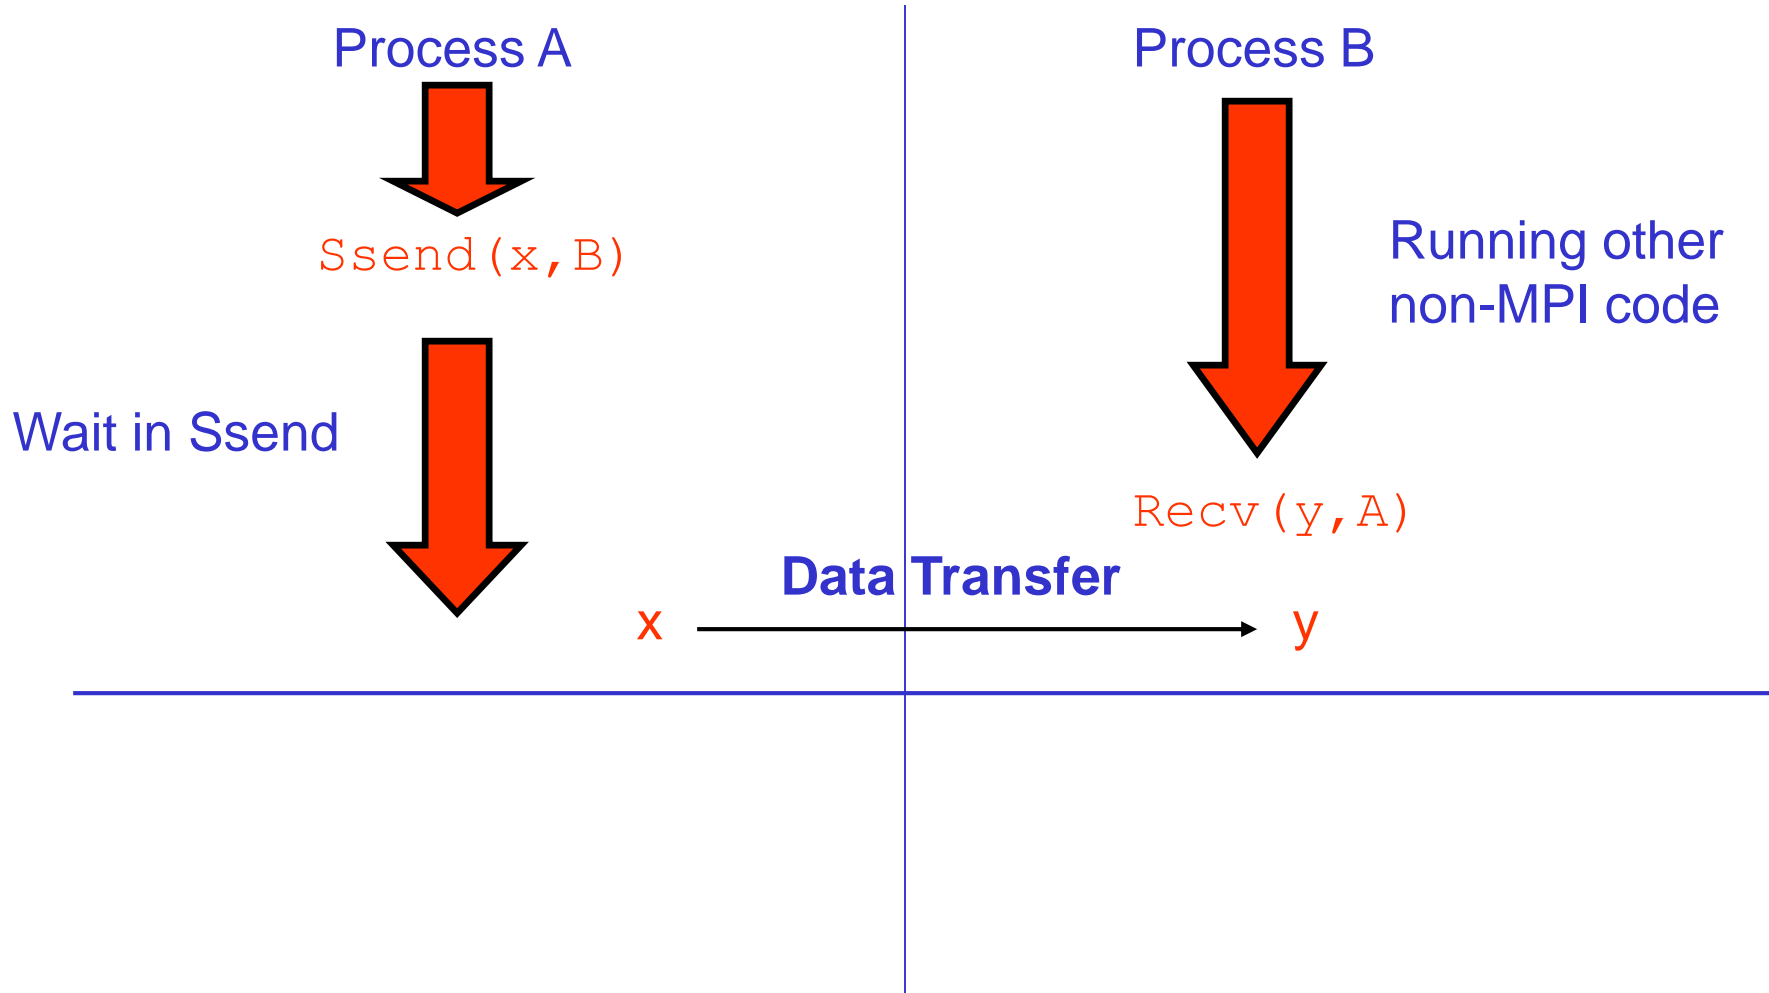 Process A
Process B
Ssend(x,B)
Running other
non-MPI code
Wait in Ssend
Recv(y,A)
Data Transfer
x
y